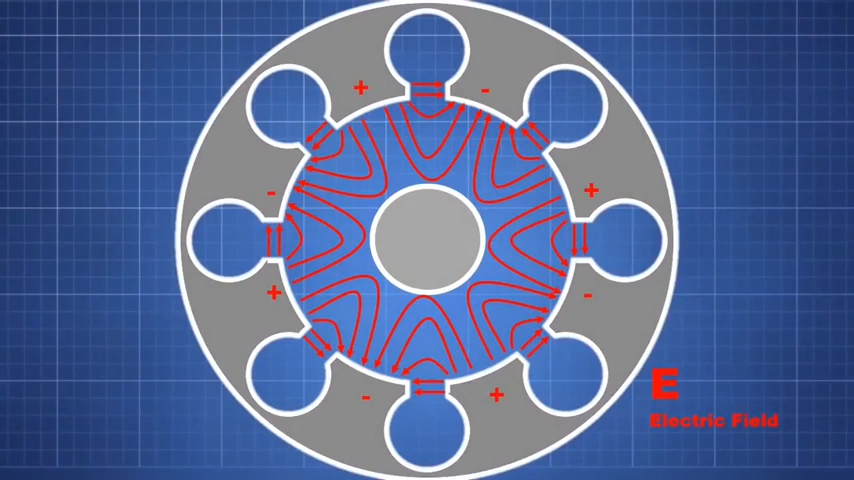 + -
- +
+ -
- +
E
Electric Field